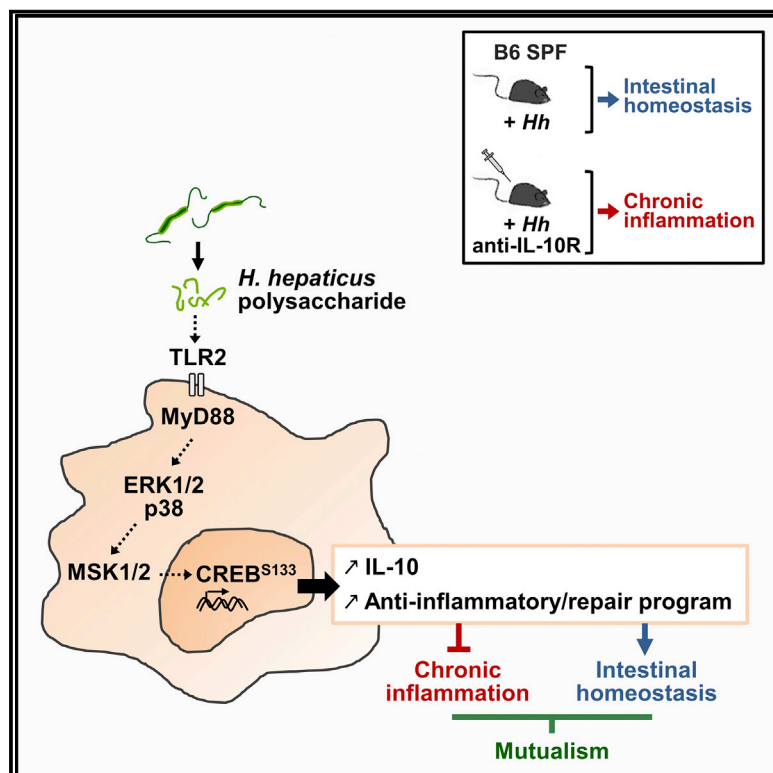 B6 SPF
+ Hh
Intestinal
homeostasis
+ Hh
anti-IL-10R
Chronic
inflammation
H. hepaticus
polysaccharide
TLR2
MyD88
ERK1/2
p38
MSK1/2
CREBS133
↗ IL-10
↗ Anti-inflammatory/repair program
Chronic
inflammation
Intestinal
homeostasis
Mutualism